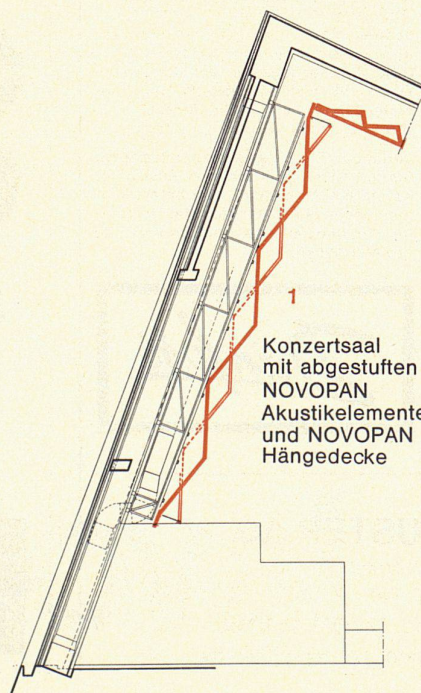 1
Konzertsaal
mit abgestuften
NOVOPAN
Akustikelemente
und NOVOPAN
Hängedecke